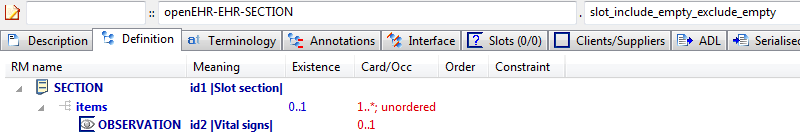 :: openEHR-EHR-SECTION . slot_include_empty_exclude_empty
Description Definition a1 Terminology Annotations Interface ? Slots (0/0) Clients/Suppliers ADL Serialised
RM name Meaning Existence Card/Occ Order Constraint
SECTION id1 |Slot section|
items 0..1 1..*; unordered
OBSERVATION id2 |Vital signs| 0..1